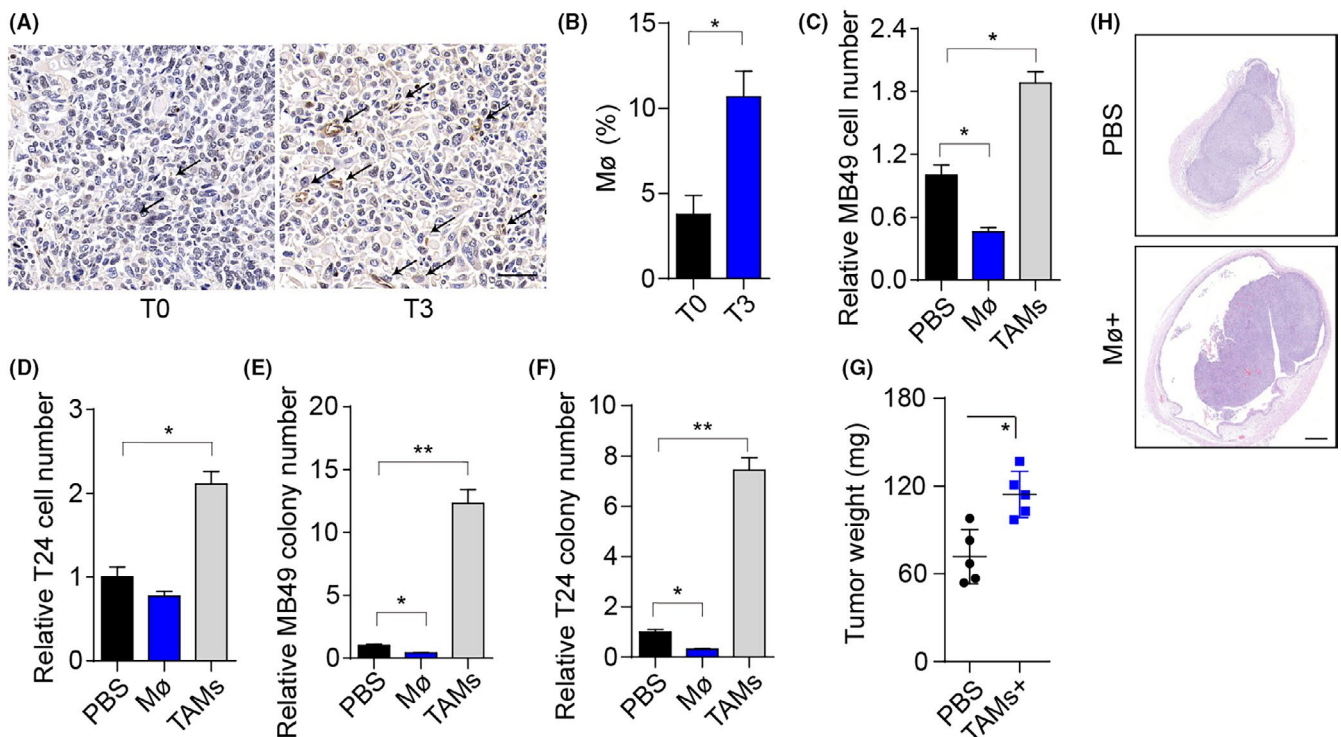 (A)
T0
T3
(B)
*
Mø (%)
15
10
5
0
T0
T3
(C)
*
*
Relative MB49 cell number
2.4
1.8
1.2
0.6
0.0
PBS
Mø
TAMs
(H)
PBS
Mø+
(D)
*
Relative T24 cell number
3
2
1
0
PBS
Mø
TAMs
(E)
**
*
Relative MB49 colony number
20
15
10
5
0
PBS
Mø
TAMs
(F)
**
*
Relative T24 colony number
8
6
4
2
0
PBS
Mø
TAMs
(G)
*
Tumor weight (mg)
180
120
60
0
PBS
TAMs+